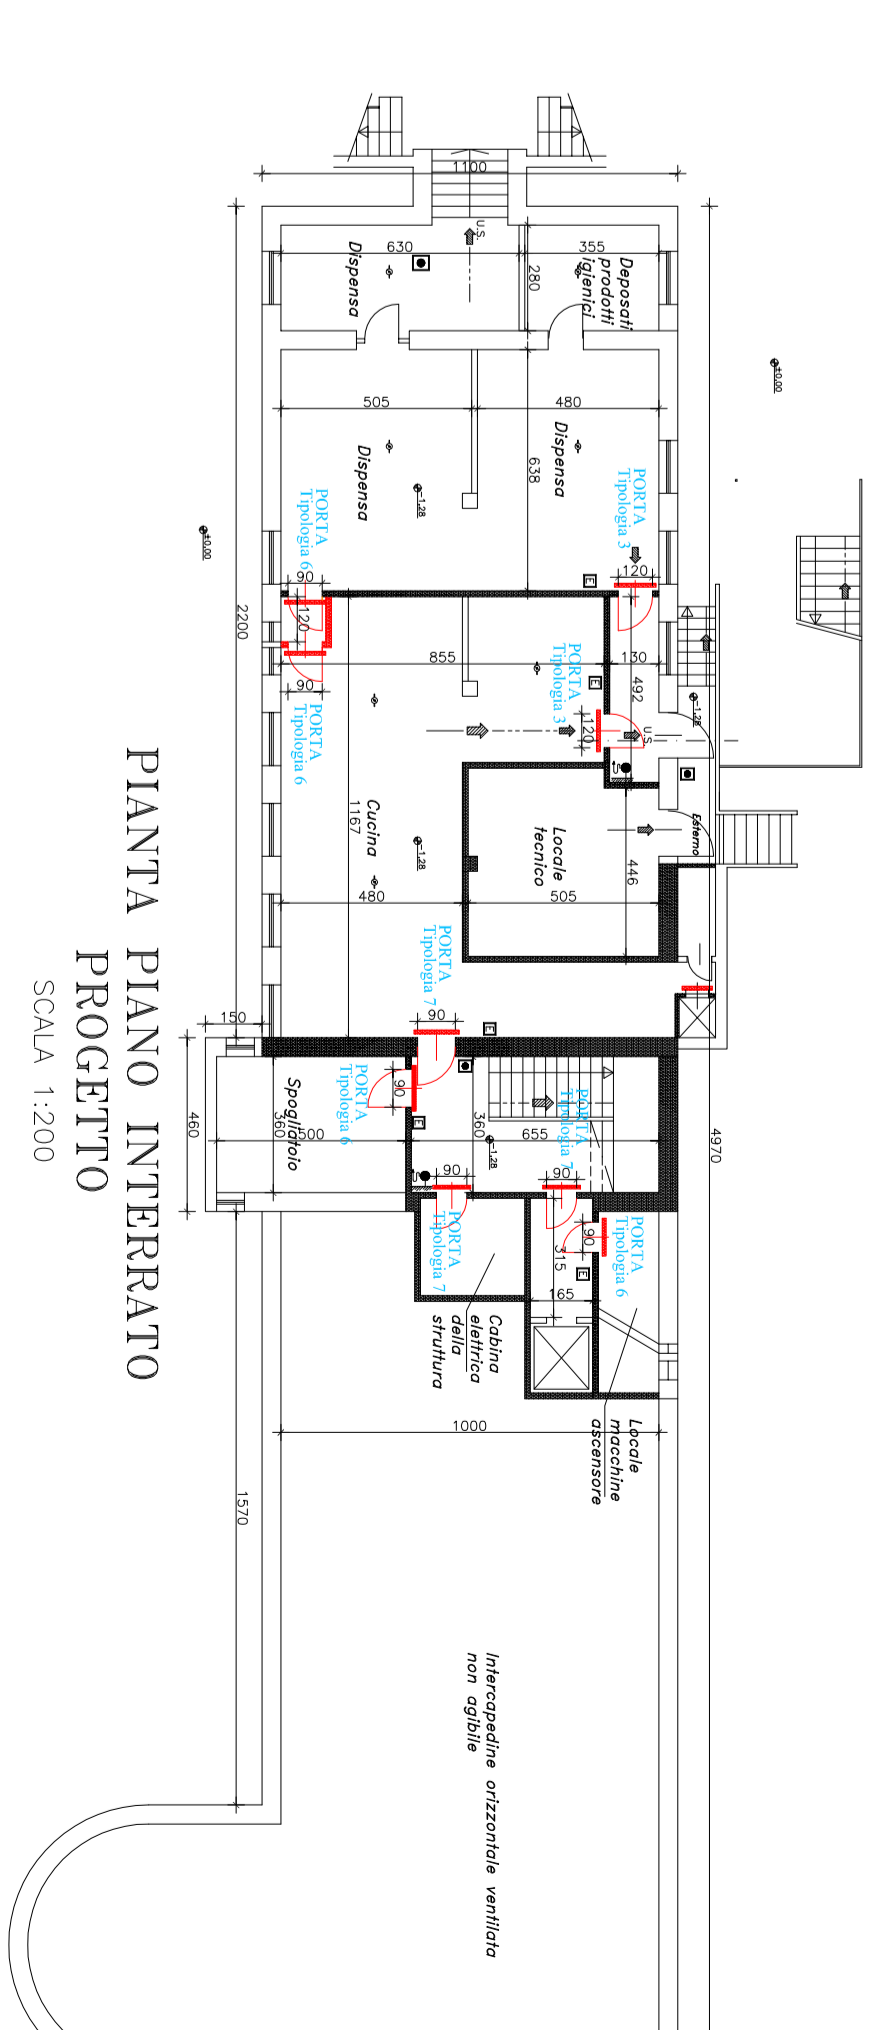 1100
U.S.
630
355
Deposati
prodotti
igienici
Dispensa
280
±0,00
505
480
Dispensa
638
Dispensa
-1,28
PORTA
Tipologia 3
PORTA
Tipologia 6
±0,00
90
120
E
2200
120
855
130
492
PORTA
Tipologia 3
E
90
PORTA
Tipologia 6
-1,28
120
U.S.
Cucina
1167
-1,28
Locale
tecnico
Esterno
446
480
505
PORTA
Tipologia 7
150
90
E
460
Spogliatoio
360
500
PORTA
Tipologia 6
90
E
360
655
-1,28
PORTA
Tipologia 7
4970
90
90
PORTA
Tipologia 7
90
PORTA
Tipologia 6
315
E
165
Cabina
elettrica
della
struttura
Locale
macchine
ascensore
1000
1570
Intercapedine orizzontale ventilata
non agibile
PIANTA PIANO INTERRATO
PROGETTO
SCALA 1:200